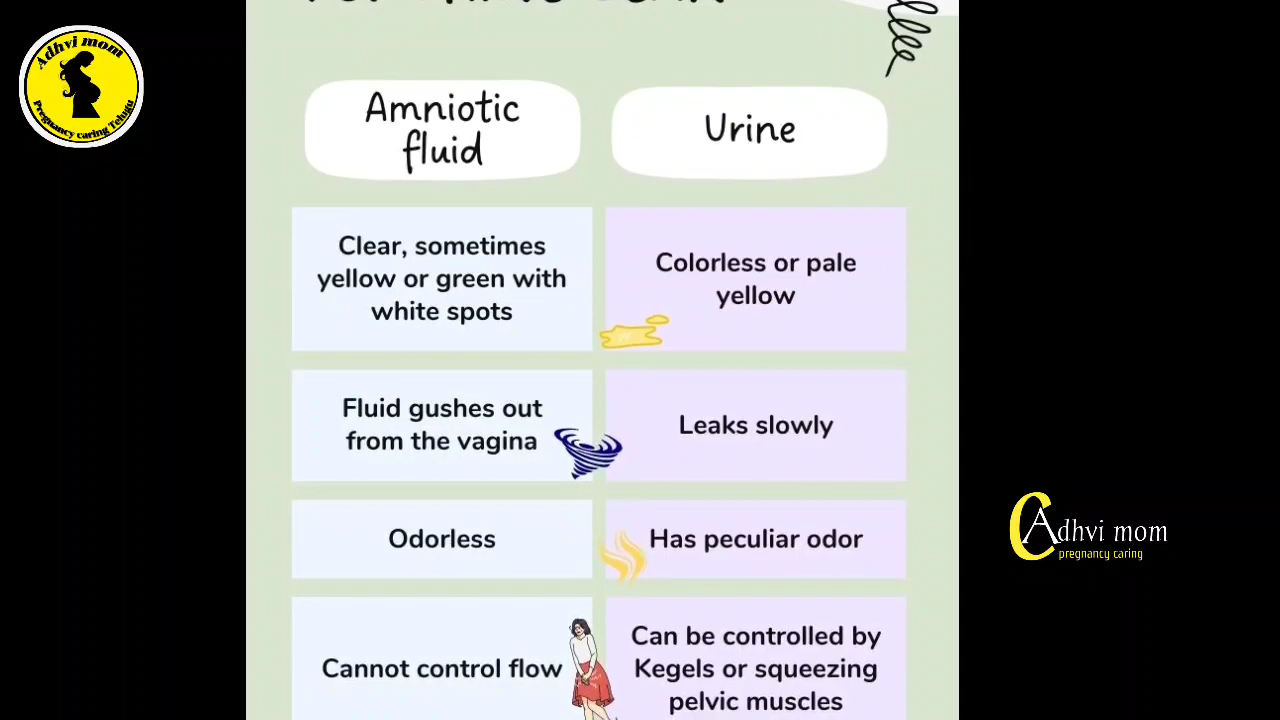 Adhvi mom
Pregnancy caring Telugu
Amniotic
fluid
Urine
Clear, sometimes
yellow or green with
white spots
Colorless or pale
yellow
Fluid gushes out
from the vagina
Leaks slowly
Odorless
Has peculiar odor
Cannot control flow
Can be controlled by
Kegels or squeezing
pelvic muscles
Adhvi mom
pregnancy caring